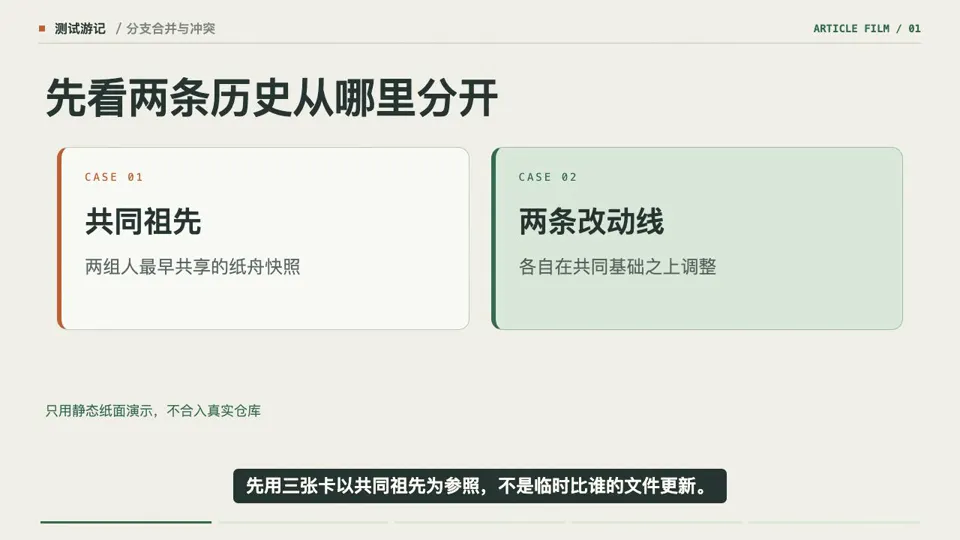 测试游记 / 分支合并与冲突
ARTICLE FILM / 01
先看两条历史从哪里分开
CASE 01
共同祖先
两组人最早共享的纸舟快照
CASE 02
两条改动线
各自在共同基础之上调整
只用静态纸面演示，不合入真实仓库
先用三张卡以共同祖先为参照，不是临时比谁的文件更新。